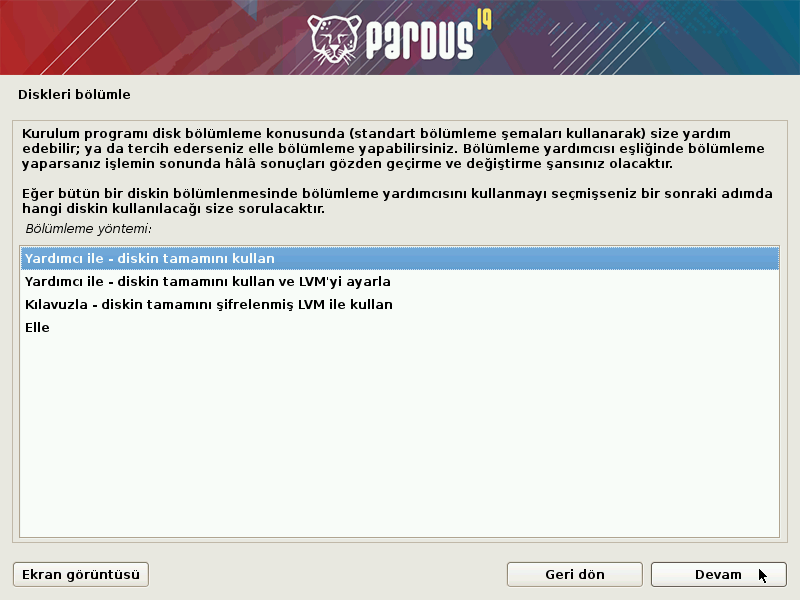 pardus 19
Diskleri bölümle
Kurulum programı disk bölümleme konusunda (standart bölümleme şemaları kullanarak) size yardım
edebilir; ya da tercih ederseniz elle bölümleme yapabilirsiniz. Bölümleme yardımcısı eşliğinde bölümleme
yaparsanız işlemin sonunda hâlâ sonuçları gözden geçirme ve değiştirme şansınız olacaktır.
Eğer bütün bir diskin bölümlenmesinde bölümleme yardımcısını kullanmayı seçmişseniz bir sonraki adımda
hangi diskin kullanılacağı size sorulacaktır.
Bölümleme yöntemi:
Yardımcı ile - diskin tamamını kullan
Yardımcı ile - diskin tamamını kullan ve LVM'yi ayarla
Kılavuzla - diskin tamamını şifrelenmiş LVM ile kullan
Elle
Ekran görüntüsü
Geri dön
Devam